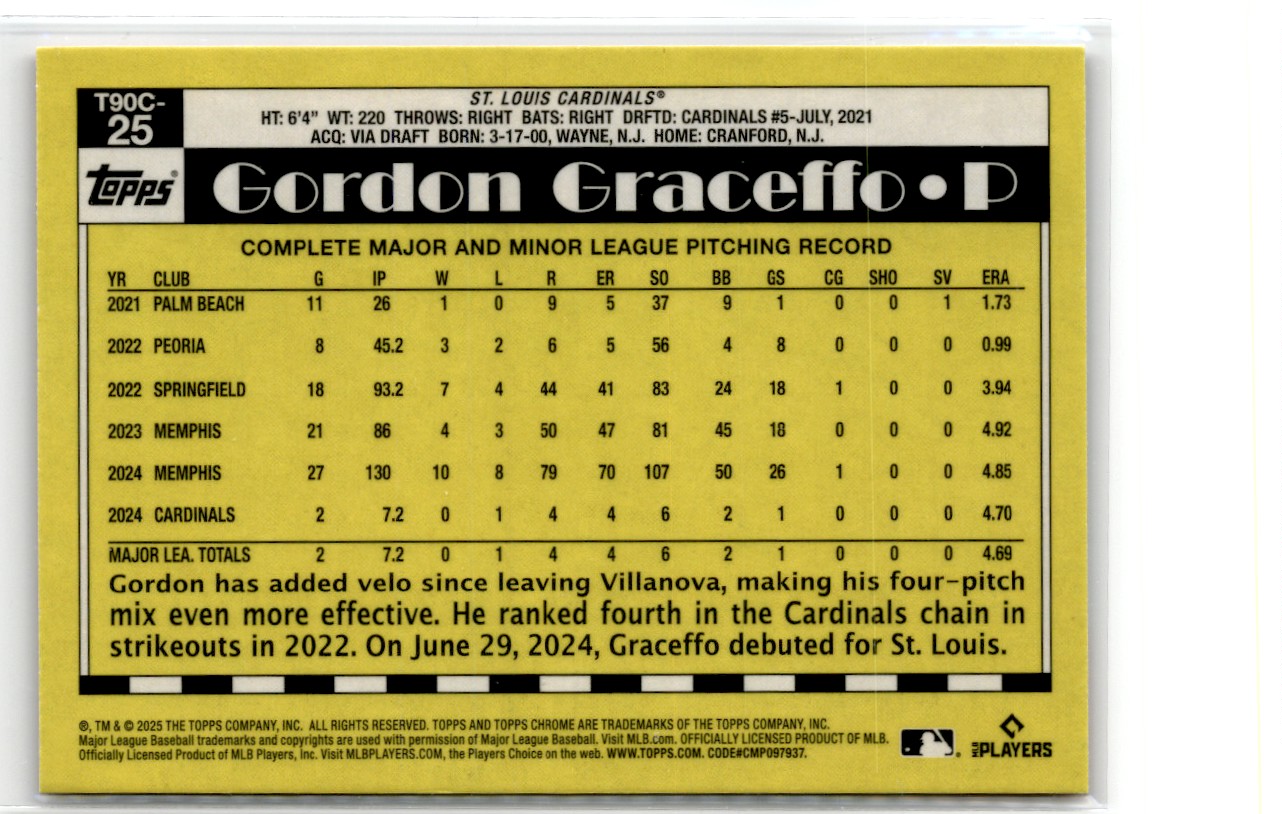 T90C-
25
ST. LOUIS CARDINALS®
HT: 6'4" WT: 220 THROWS: RIGHT BATS: RIGHT DRFTD: CARDINALS #5-JULY, 2021
ACQ: VIA DRAFT BORN: 3-17-00, WAYNE, N.J. HOME: CRANFORD, N.J.
topps®
Gordon Graceffo • P
COMPLETE MAJOR AND MINOR LEAGUE PITCHING RECORD
YR CLUB G IP W L R ER SO BB GS CG SHO SV ERA
2021 PALM BEACH 11 26 1 0 9 5 37 9 1 0 0 1 1.73
2022 PEORIA 8 45.2 3 2 6 5 56 4 8 0 0 0 0.99
2022 SPRINGFIELD 18 93.2 7 4 44 41 83 24 18 1 0 0 3.94
2023 MEMPHIS 21 86 4 3 50 47 81 45 18 0 0 0 4.92
2024 MEMPHIS 27 130 10 8 79 70 107 50 26 1 0 0 4.85
2024 CARDINALS 2 7.2 0 1 4 4 6 2 1 0 0 0 4.70
MAJOR LEA. TOTALS 2 7.2 0 1 4 4 6 2 1 0 0 0 4.69
Gordon has added velo since leaving Villanova, making his four-pitch
mix even more effective. He ranked fourth in the Cardinals chain in
strikeouts in 2022. On June 29, 2024, Graceffo debuted for St. Louis.
®, TM & © 2025 THE TOPPS COMPANY, INC. ALL RIGHTS RESERVED. TOPPS AND TOPPS CHROME ARE TRADEMARKS OF THE TOPPS COMPANY, INC.
Major League Baseball trademarks and copyrights are used with permission of Major League Baseball. Visit MLB.com. OFFICIALLY LICENSED PRODUCT OF MLB.
Officially Licensed Product of MLB Players, Inc. Visit MLBPLAYERS.COM, the Players Choice on the web. WWW.TOPPS.COM. CODE#CMP097937.
MLB PLAYERS